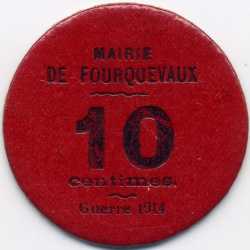 MAIRIE
DE FOURQUEVAUX
10
centimes.
Guerre 1914